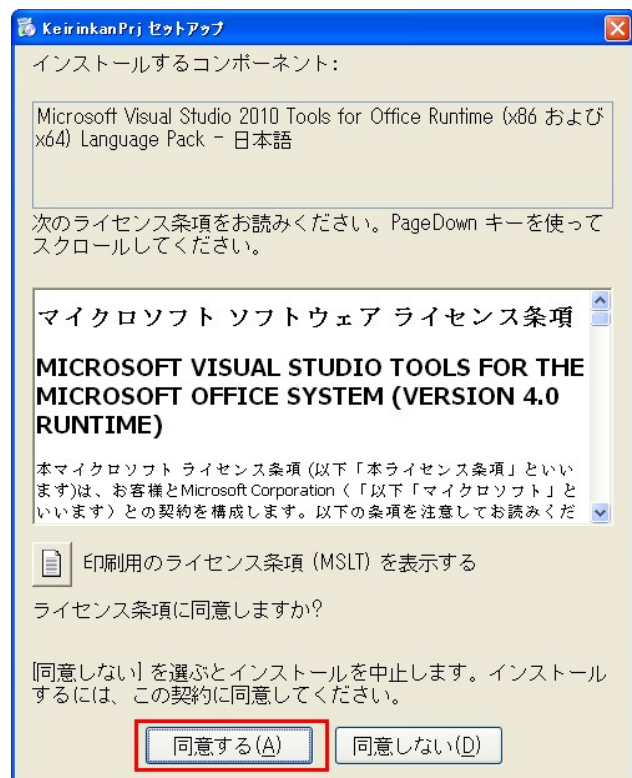 KeirinkanPrj セットアップ
インストールするコンポーネント:
Microsoft Visual Studio 2010 Tools for Office Runtime (x86 および
x64) Language Pack - 日本語
次のライセンス条項をお読みください。PageDown キーを使って
スクロールしてください。
マイクロソフト ソフトウェア ライセンス条項
MICROSOFT VISUAL STUDIO TOOLS FOR THE
MICROSOFT OFFICE SYSTEM (VERSION 4.0
RUNTIME)
本マイクロソフト ライセンス条項 (以下「本ライセンス条項」といい
ます)は、お客様とMicrosoft Corporation (「以下「マイクロソフト」と
いいます) との契約を構成します。以下の条項を注意してお読みくだ
印刷用のライセンス条項 (MSLT) を表示する
ライセンス条項に同意しますか?
[同意しない] を選ぶとインストールを中止します。インストール
するには、この契約に同意してください。
同意する(A)
同意しない(D)